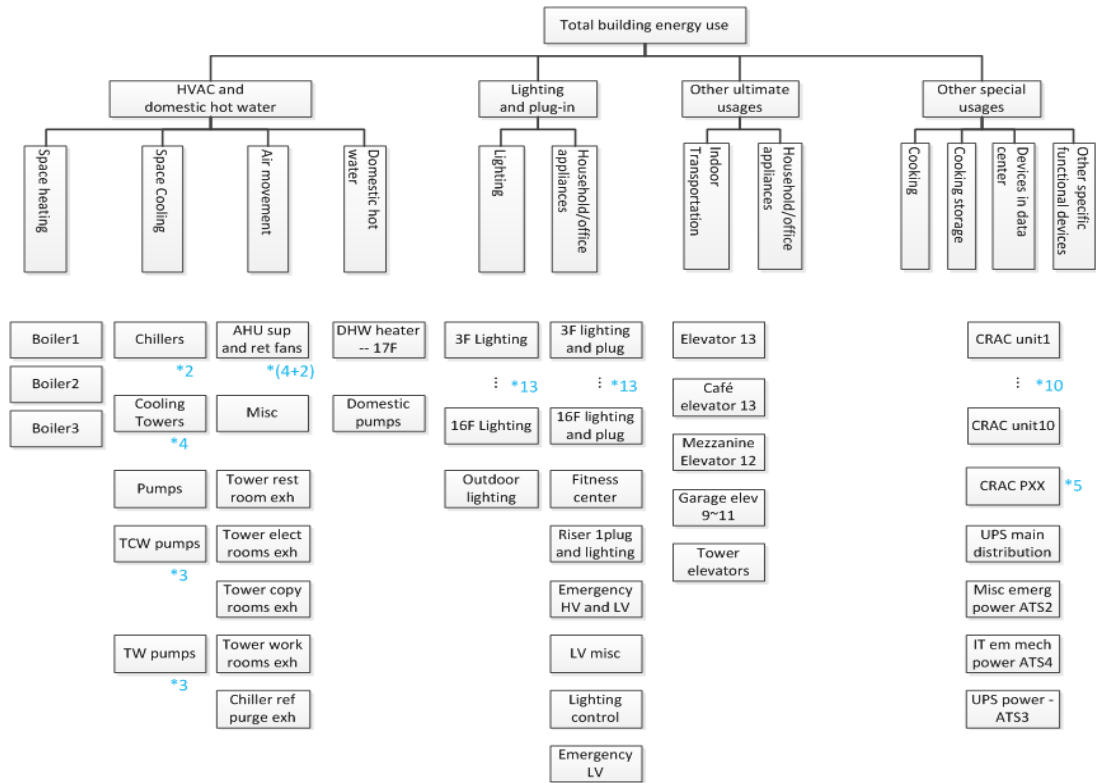 Total building energy use
HVAC and
domestic hot water
Lighting
and plug-in
Other ultimate
usages
Other special
usages
Space heating
Space Cooling
Air movement
Domestic hot
water
Lighting
Household/office
appliances
Indoor
Transportation
Household/office
appliances
Cooking
Cooking storage
Devices in data
center
Other specific
functional devices
Boiler1
Boiler2
Boiler3
Chillers
*2
Cooling
Towers
*4
Pumps
TCW pumps
*3
TW pumps
*3
AHU sup
and ret fans
*(4+2)
Misc
Tower rest
room exh
Tower elect
rooms exh
Tower copy
rooms exh
Tower work
rooms exh
Chiller ref
purge exh
DHW heater
-- 17F
Domestic
pumps
3F Lighting
⋮ *13
16F Lighting
Outdoor
lighting
3F lighting
and plug
⋮ *13
16F lighting
and plug
Fitness
center
Riser 1plug
and lighting
Emergency
HV and LV
LV misc
Lighting
control
Emergency
LV
Elevator 13
Café
elevator 13
Mezzanine
Elevator 12
Garage elev
9~11
Tower
elevators
CRAC unit1
⋮ *10
CRAC unit10
CRAC PXX *5
UPS main
distribution
Misc emerg
power ATS2
IT em mech
power ATS4
UPS power -
ATS3